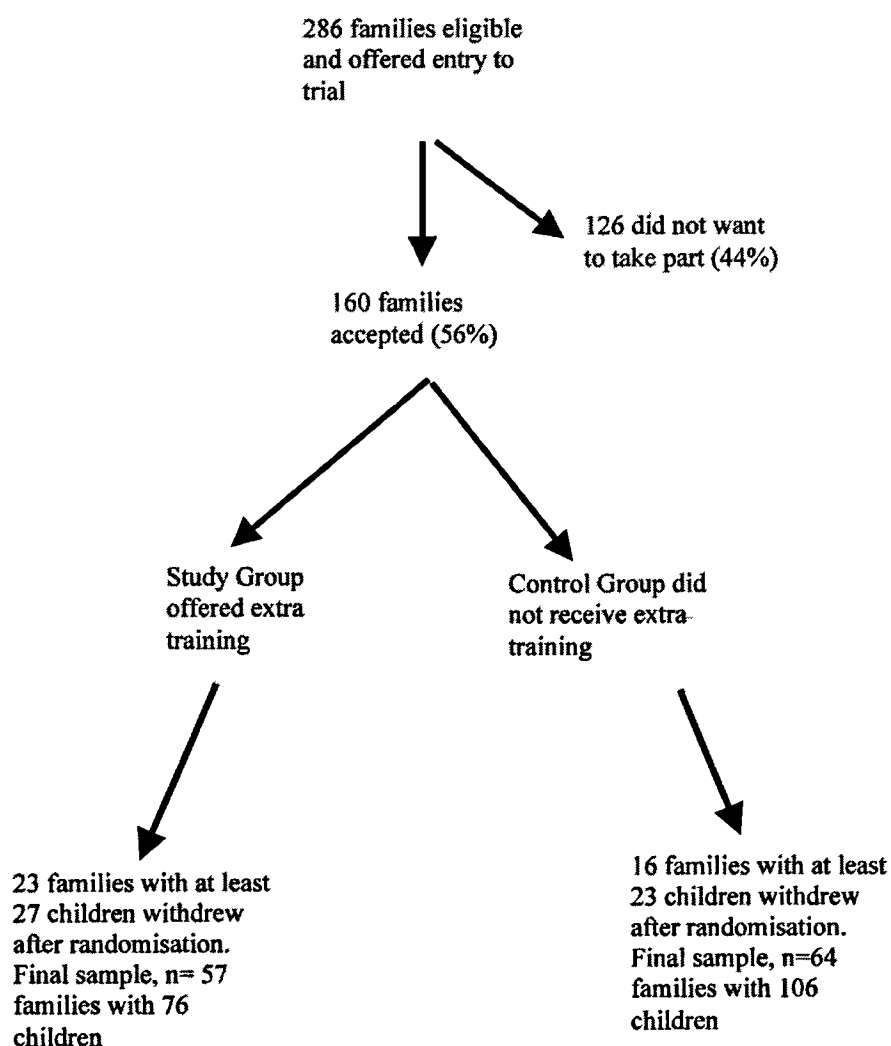 286 families eligible
and offered entry to
trial
126 did not want
to take part (44%)
160 families
accepted (56%)
Study Group
offered extra
training
Control Group did
not receive extra
training
23 families with at least
27 children withdrew
after randomisation.
Final sample, n= 57
families with 76
children
16 families with at least
23 children withdrew
after randomisation.
Final sample, n=64
families with 106
children